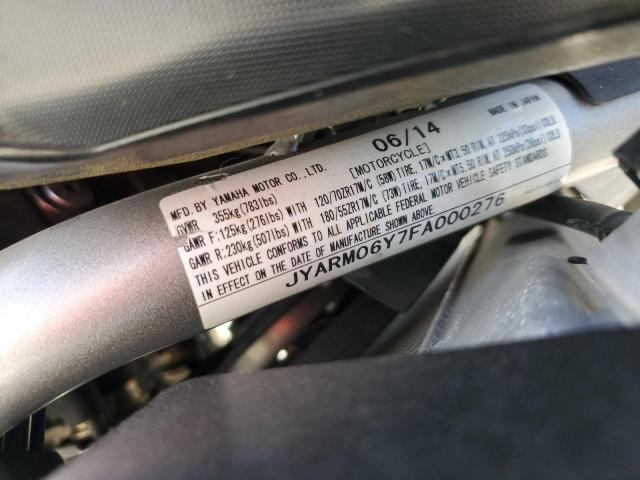 06/14
MADE IN JAPAN
MFD. BY YAMAHA MOTOR CO., LTD. [MOTORCYCLE]
GVWR 355kg(783lbs)
GAWR F: 125kg(276lbs) WITH 120/70ZR17M/C (58W)TIRE, 17M/C×MT3.50 RIM, AT 225kPa(33psi)COLD
GAWR R: 230kg(507lbs) WITH 180/55ZR17M/C (73W)TIRE, 17M/C×MT5.50 RIM, AT 250kPa(36psi)COLD
THIS VEHICLE CONFORMS TO ALL APPLICABLE FEDERAL MOTOR VEHICLE SAFETY STANDARDS
IN EFFECT ON THE DATE OF MANUFACTURE SHOWN ABOVE.
JYARM06Y7FA000276